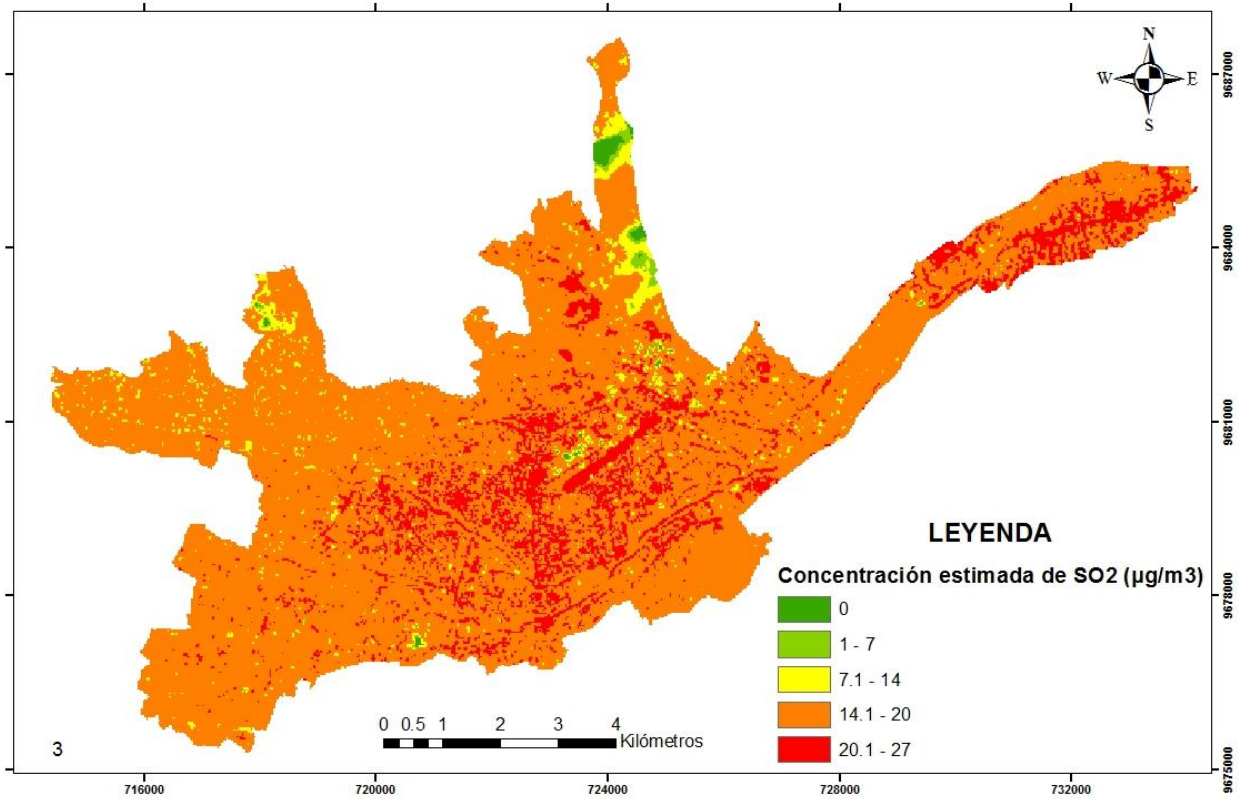 N
W E
S
9687000
9684000
9681000
9678000
9675000
LEYENDA
Concentración estimada de SO2 (µg/m3)
0
1 - 7
7.1 - 14
14.1 - 20
20.1 - 27
0 0.5 1 2 3 4
Kilómetros
3
716000 720000 724000 728000 732000